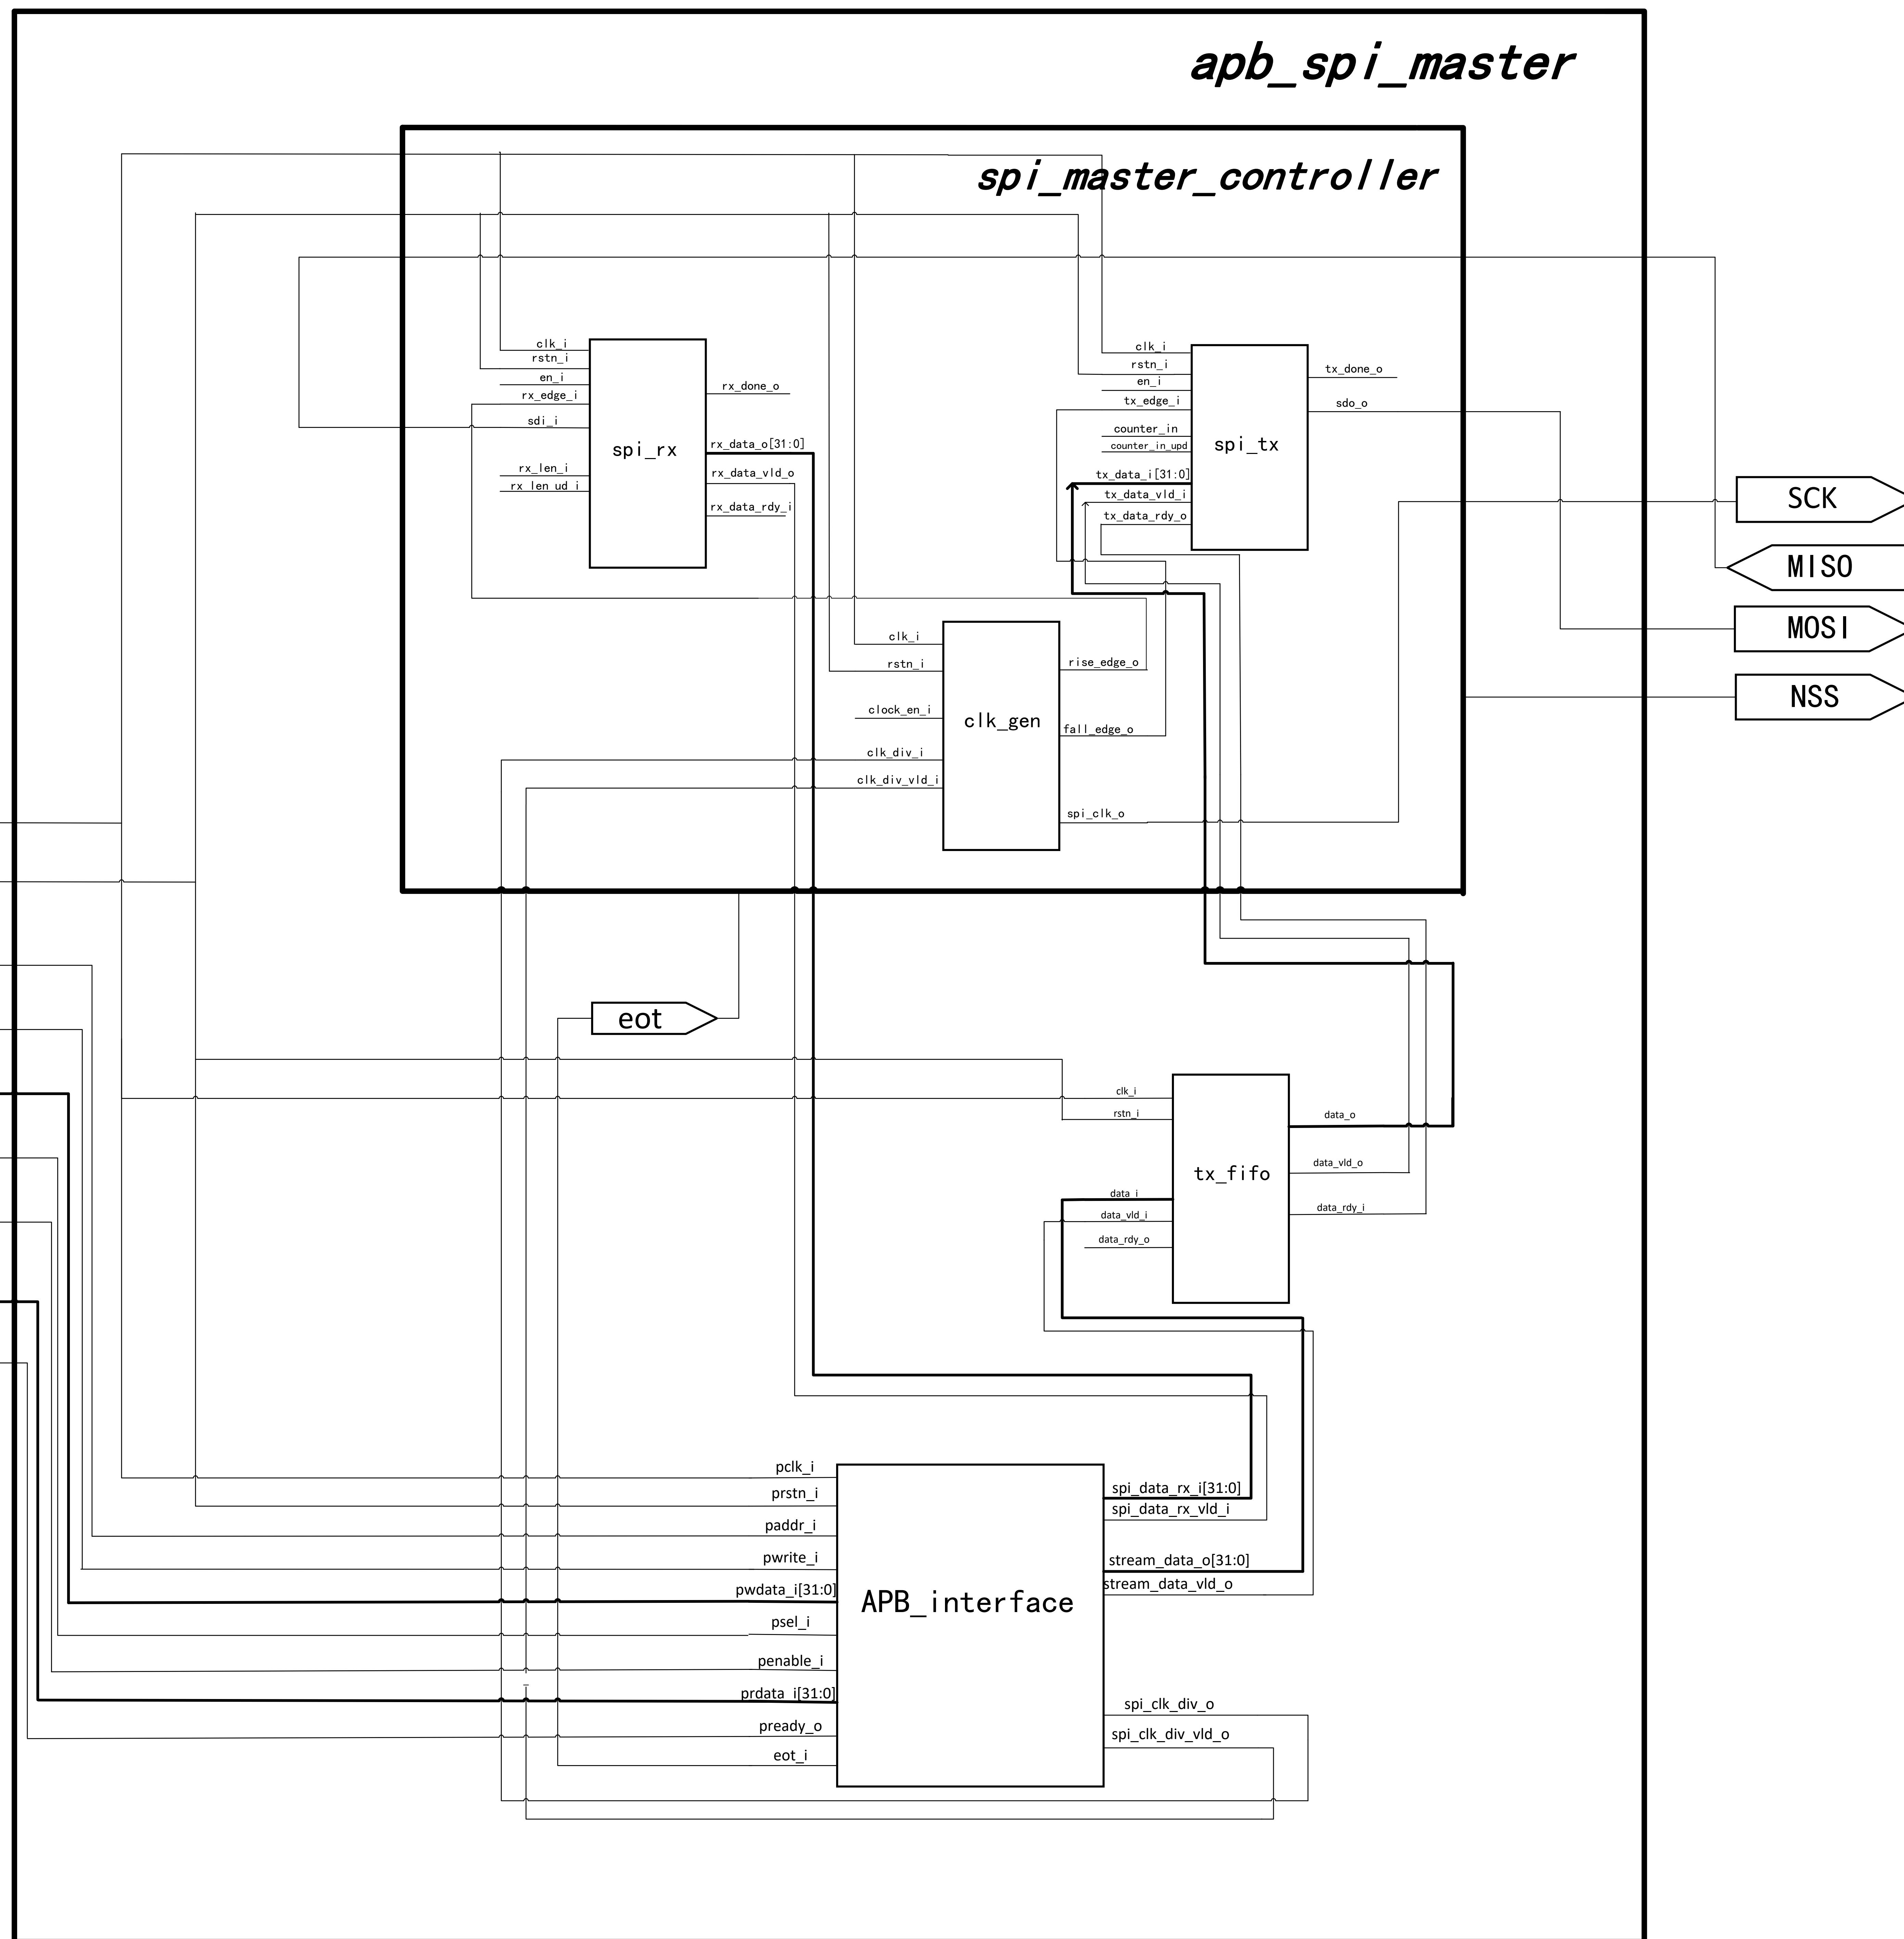 apb_spi_master
spi_master_controller
clk_i
rstn_i
en_i
rx_edge_i
sdi_i
rx_len_i
rx_len_ud_i
spi_rx
rx_done_o
rx_data_o[31:0]
rx_data_vld_o
rx_data_rdy_i
clk_i
rstn_i
en_i
tx_edge_i
counter_in
counter_in_upd
tx_data_i[31:0]
tx_data_vld_i
tx_data_rdy_o
spi_tx
tx_done_o
sdo_o
SCK
MISO
MOSI
NSS
clk_i
rstn_i
clock_en_i
clk_div_i
clk_div_vld_i
clk_gen
rise_edge_o
fall_edge_o
spi_clk_o
eot
clk_i
rstn_i
data_i
data_vld_i
data_rdy_o
tx_fifo
data_o
data_vld_o
data_rdy_i
pclk_i
prstn_i
paddr_i
pwrite_i
pwdata_i[31:0]
psel_i
penable_i
prdata_i[31:0]
pready_o
eot_i
APB_interface
spi_data_rx_i[31:0]
spi_data_rx_vld_i
stream_data_o[31:0]
stream_data_vld_o
spi_clk_div_o
spi_clk_div_vld_o